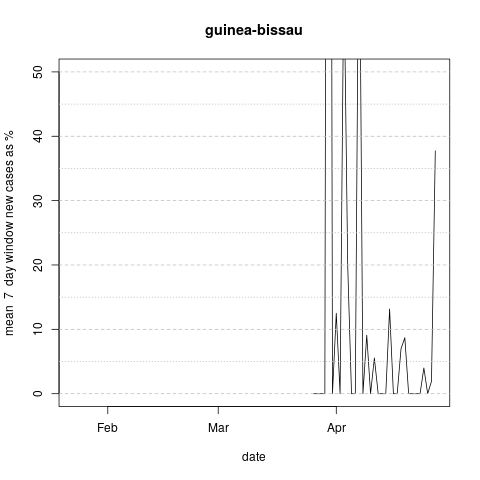 guinea-bissau
mean 7 day window new cases as %
50
40
30
20
10
0
Feb
Mar
Apr
date